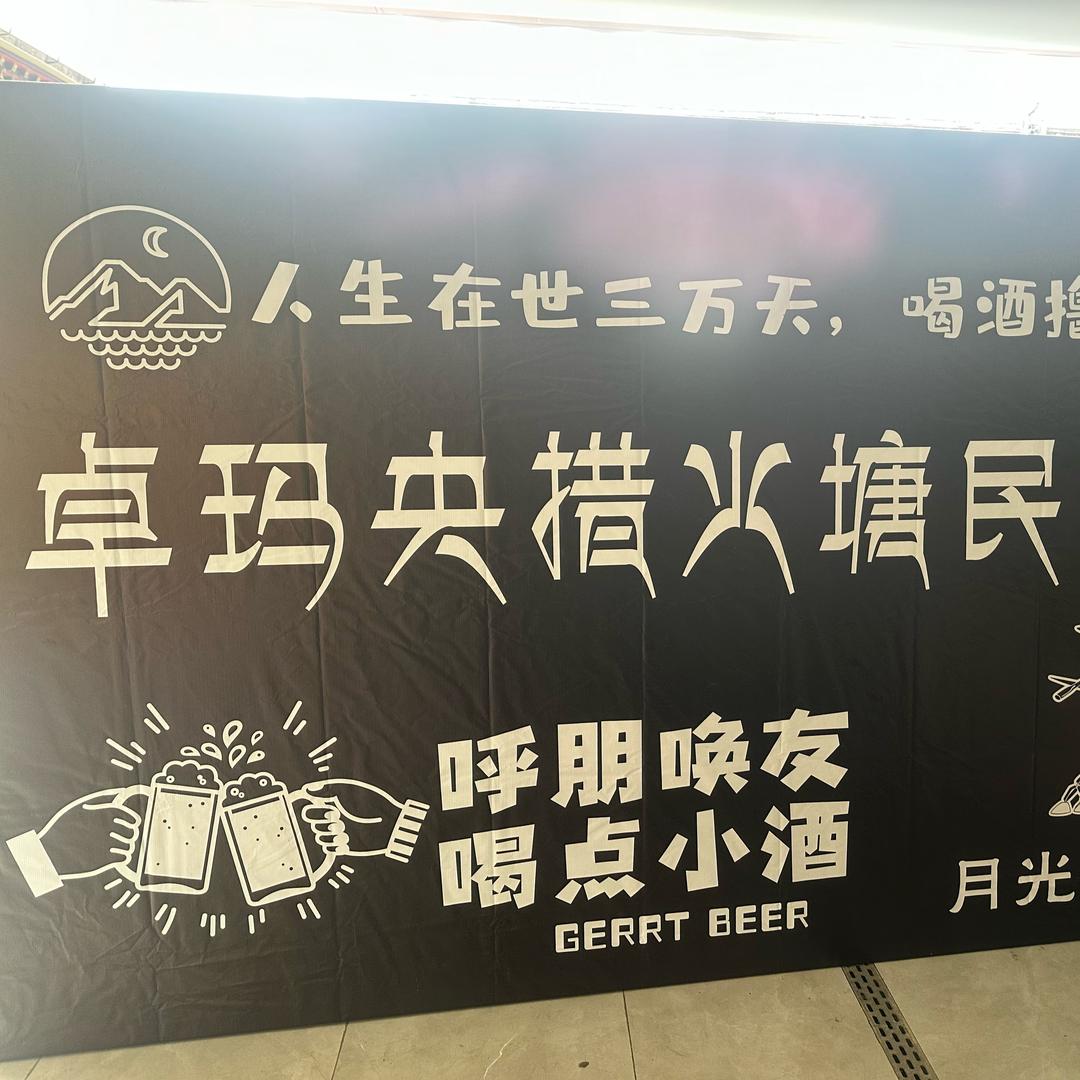 人生在世三万天，喝酒撸
卓玛央措火塘民
呼朋唤友
喝点小酒
GERRT BEER
月光